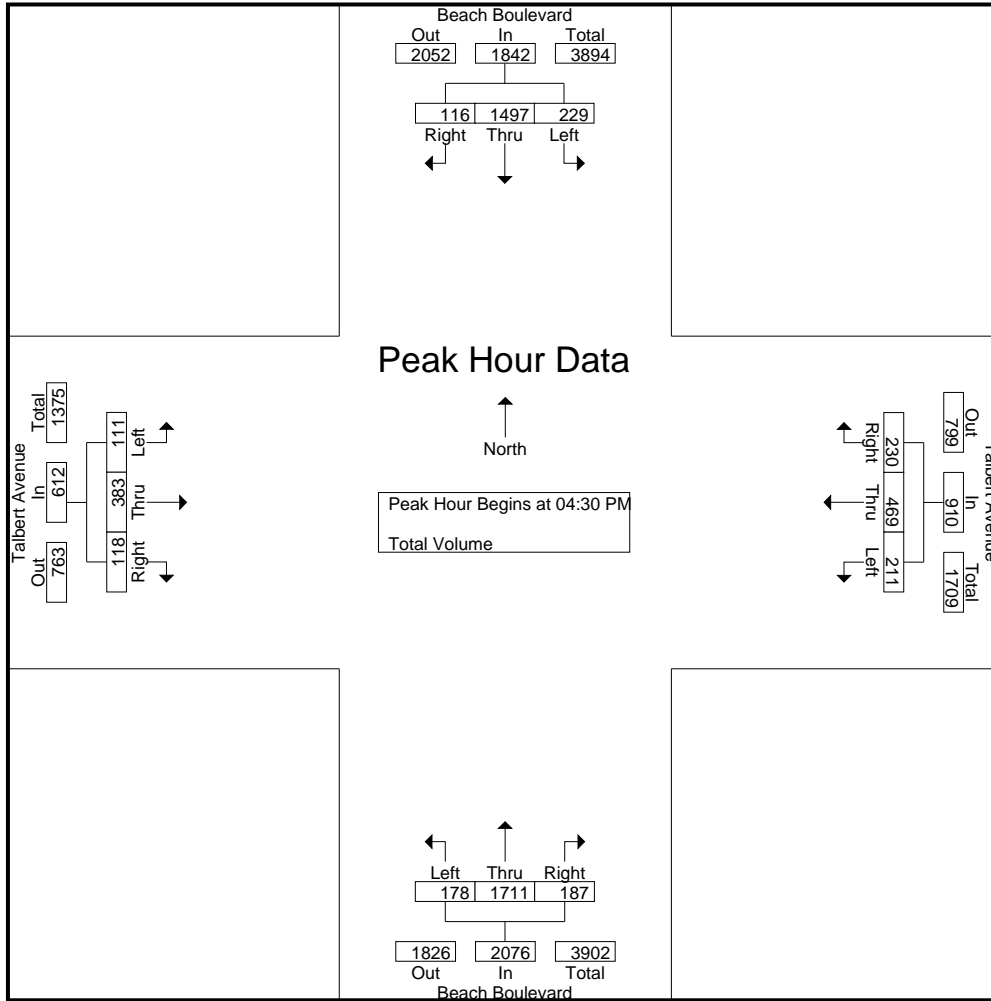 Beach Boulevard
Out In Total
2052 1842 3894
116 1497 229
Right Thru Left
Peak Hour Data
North
Peak Hour Begins at 04:30 PM
Total Volume
Talbert Avenue
Total In Out
1375 612 763
111 383 118
Left Thru Right
Talbert Avenue
Out In Total
799 910 1709
230 469 211
Right Thru Left
Left Thru Right
178 1711 187
1826 2076 3902
Out In Total
Beach Boulevard